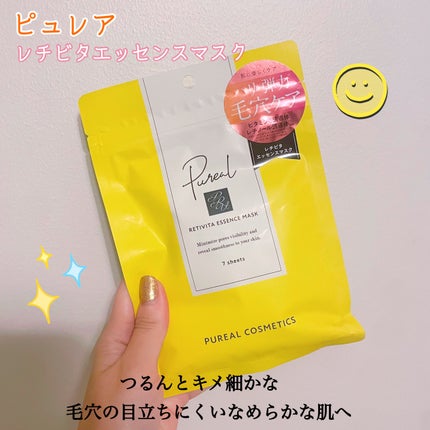 ピュレア
レチビタエッセンスマスク
毛穴ケア
レチビタ
エッセンスマスク
Pureal
RETIVITA ESSENCE MASK
Minimize pores visibility and
reveal smoothness to your skin.
7 sheets
PUREAL COSMETICS
つるんとキメ細かな
毛穴の目立ちにくいなめらかな肌へ